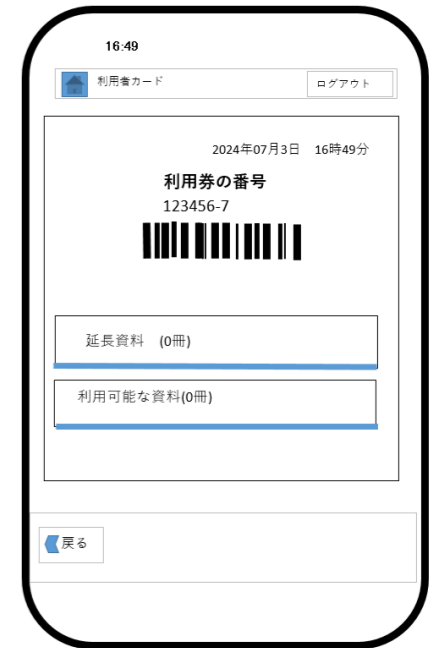 16:49
利用者カード ログアウト
2024年07月3日 16時49分
利用券の番号
123456-7
延長資料 (0冊)
利用可能な資料(0冊)
戻る